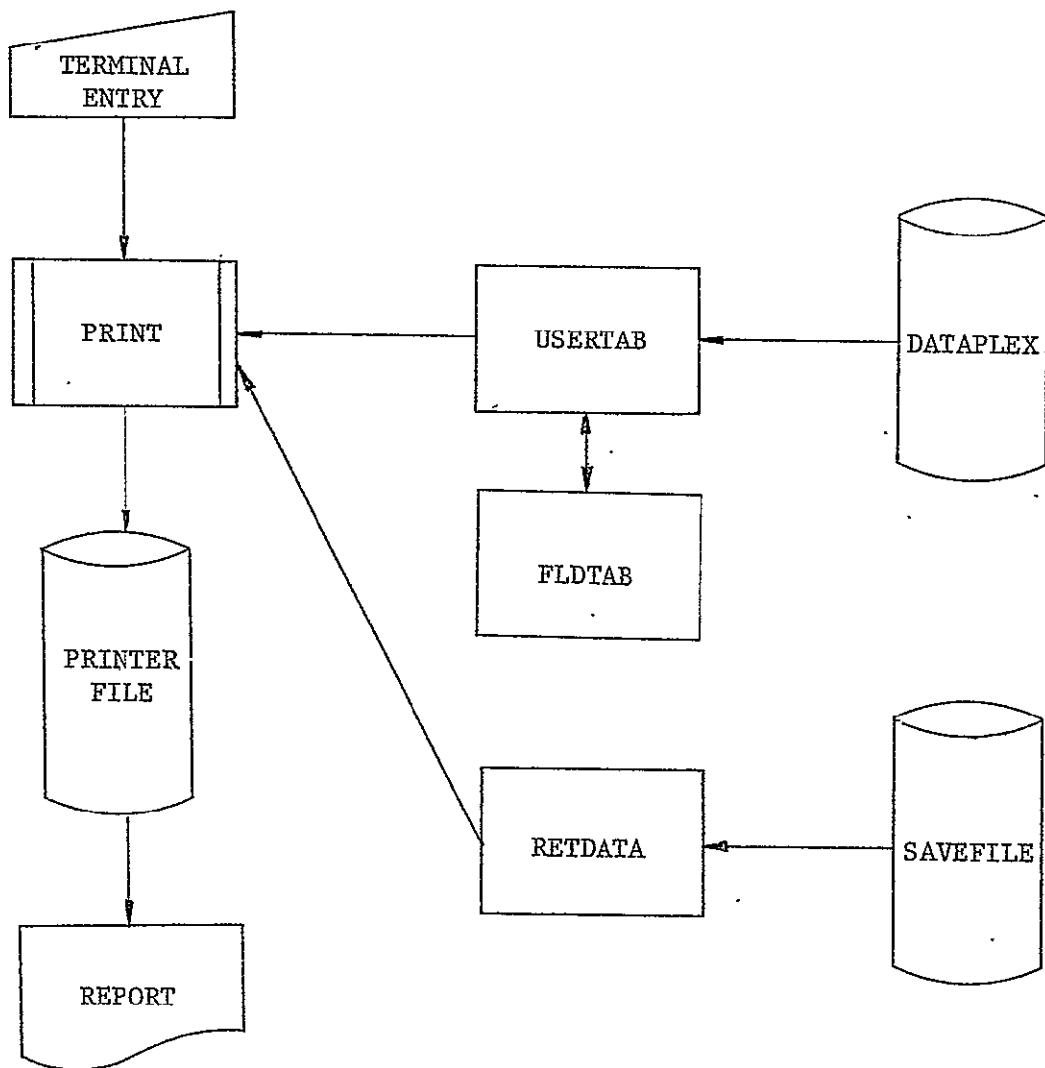 TERMINAL
ENTRY
PRINT
USERTAB
DATAPLEX
FLDTAB
PRINTER
FILE
RETDATA
SAVEFILE
REPORT